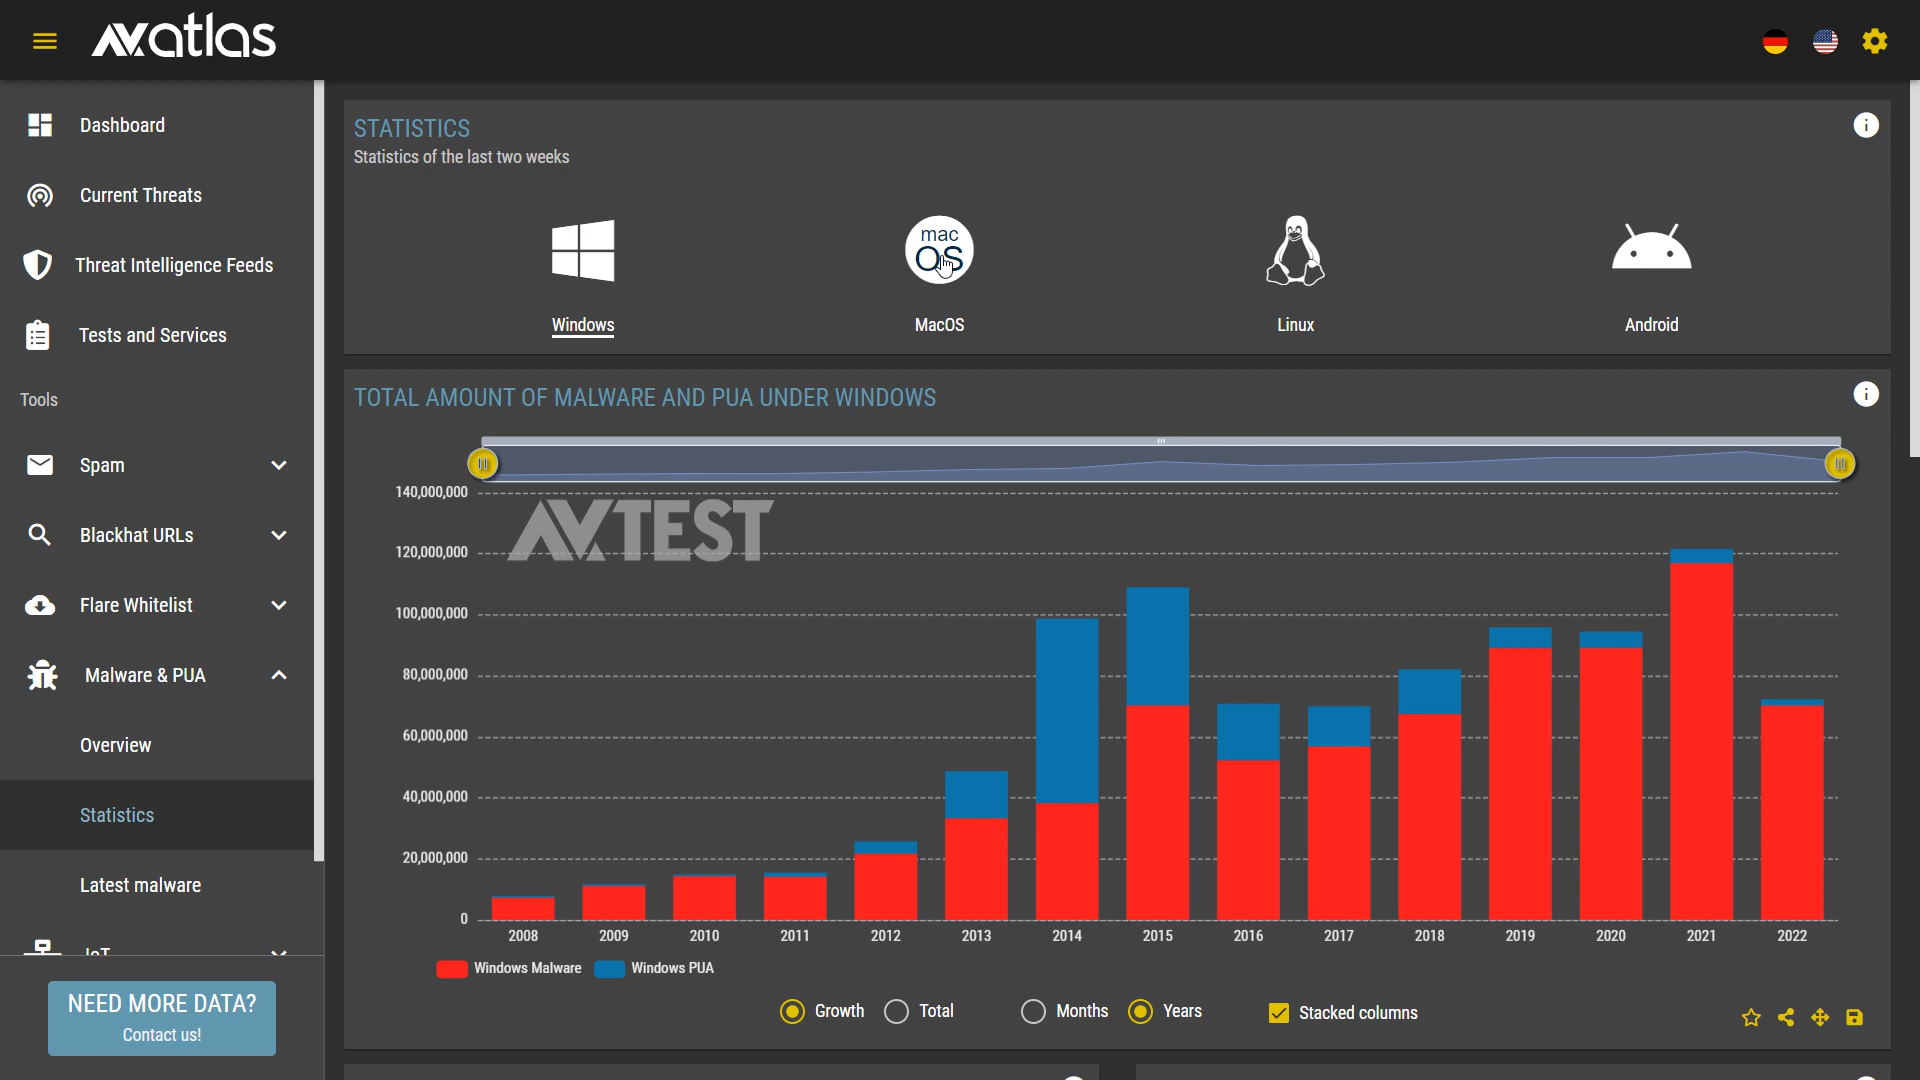 AVatlas
Dashboard
Current Threats
Threat Intelligence Feeds
Tests and Services
Tools
Spam
Blackhat URLs
Flare Whitelist
Malware & PUA
Overview
Statistics
Latest malware
IoT
NEED MORE DATA?
Contact us!
STATISTICS
Statistics of the last two weeks
mac
OS
Windows
MacOS
Linux
Android
TOTAL AMOUNT OF MALWARE AND PUA UNDER WINDOWS
AVTEST
140,000,000
120,000,000
100,000,000
80,000,000
60,000,000
40,000,000
20,000,000
0
2008 2009 2010 2011 2012 2013 2014 2015 2016 2017 2018 2019 2020 2021 2022
Windows Malware Windows PUA
Growth Total Months Years Stacked columns